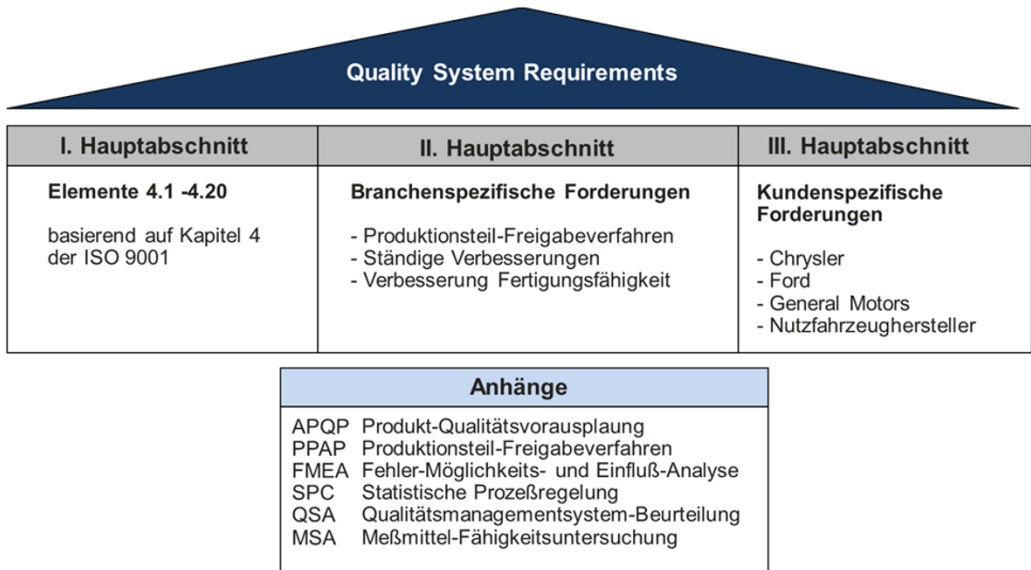 Quality System Requirements
I. Hauptabschnitt
Elemente 4.1 -4.20
basierend auf Kapitel 4
der ISO 9001
II. Hauptabschnitt
Branchenspezifische Forderungen
- Produktionsteil-Freigabeverfahren
- Ständige Verbesserungen
- Verbesserung Fertigungsfähigkeit
III. Hauptabschnitt
Kundenspezifische
Forderungen
- Chrysler
- Ford
- General Motors
- Nutzfahrzeughersteller
Anhänge
APQP Produkt-Qualitätsvorausplaung
PPAP Produktionsteil-Freigabeverfahren
FMEA Fehler-Möglichkeits- und Einfluß-Analyse
SPC Statistische Prozeßregelung
QSA Qualitätsmanagementsystem-Beurteilung
MSA Meßmittel-Fähigkeitsuntersuchung